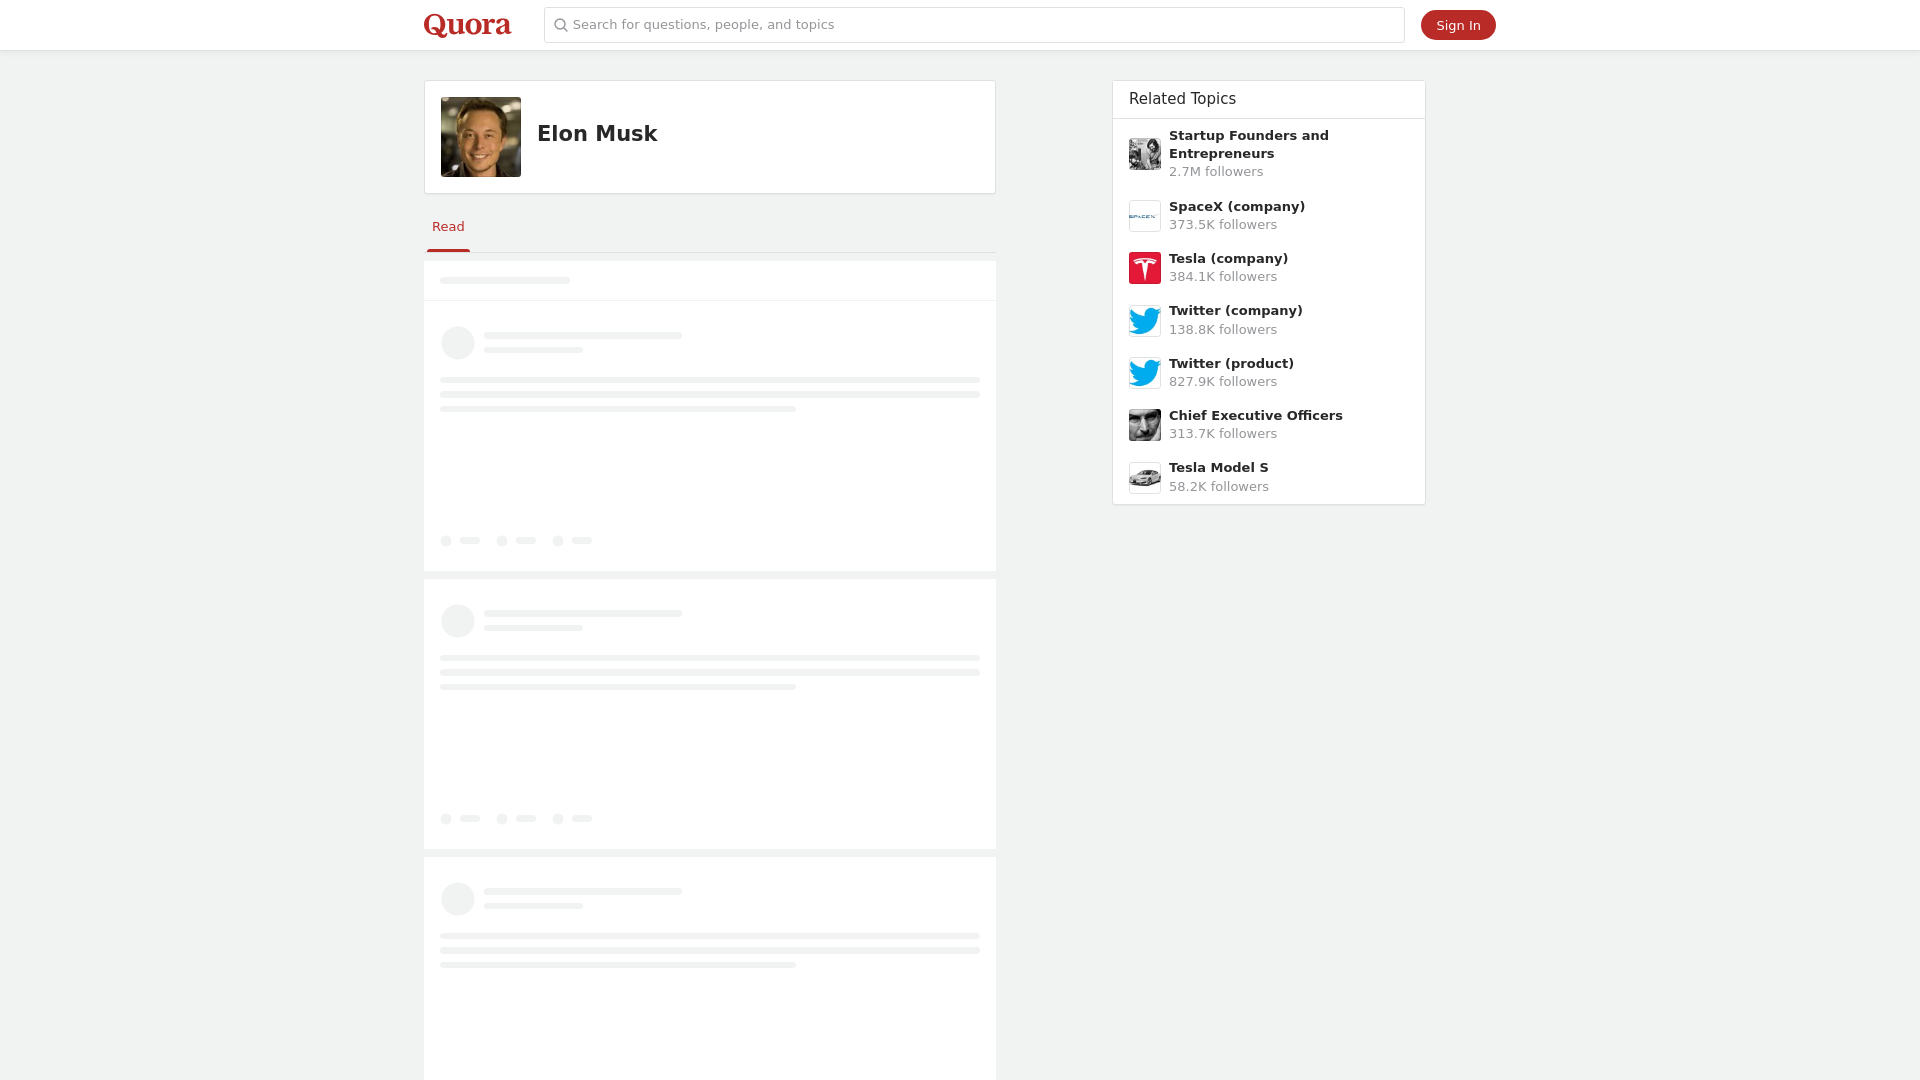 Quora
Search for questions, people, and topics
Sign In
Elon Musk
Read
Related Topics
Startup Founders and
Entrepreneurs
2.7M followers
SPACEX
SpaceX (company)
373.5K followers
Tesla (company)
384.1K followers
Twitter (company)
138.8K followers
Twitter (product)
827.9K followers
Chief Executive Officers
313.7K followers
Tesla Model S
58.2K followers